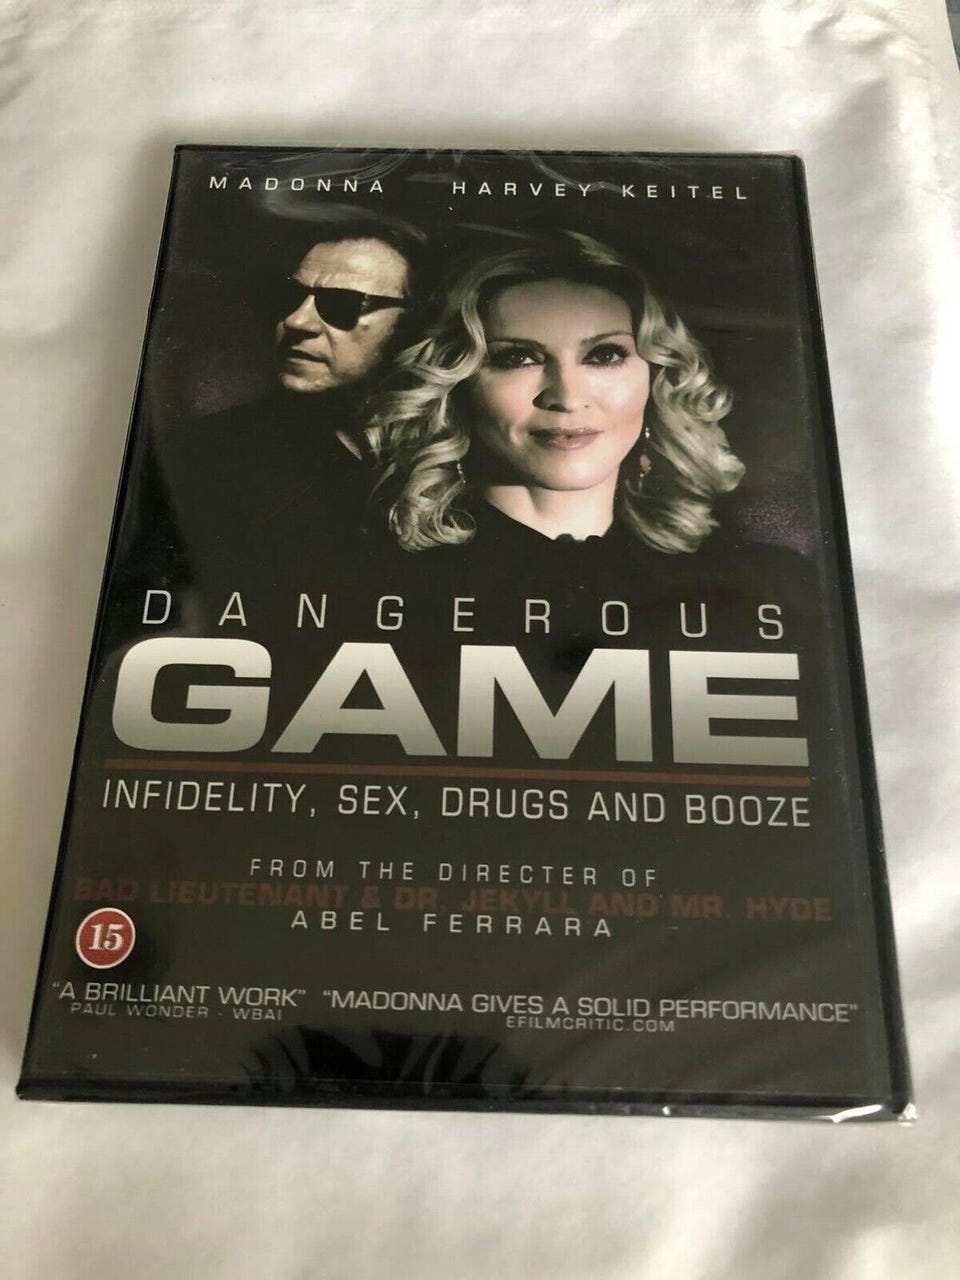 MADONNA HARVEY KEITEL
DANGEROUS
GAME
INFIDELITY, SEX, DRUGS AND BOOZE
FROM THE DIRECTER OF
BAD LIEUTENANT & DR. JEKYLL AND MR. HYDE
ABEL FERRARA
15
"A BRILLIANT WORK" "MADONNA GIVES A SOLID PERFORMANCE"
PAUL WONDER - WBAI EFILMCRITIC.COM